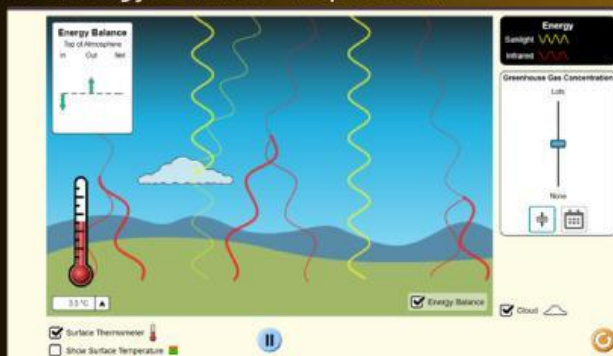 Energy Balance
Top of Atmosphere
In Out Net
Energy
Sunlight
Infrared
Greenhouse Gas Concentration
Lots
None
Energy Balance
Cloud
Surface Thermometer
Show Surface Temperature